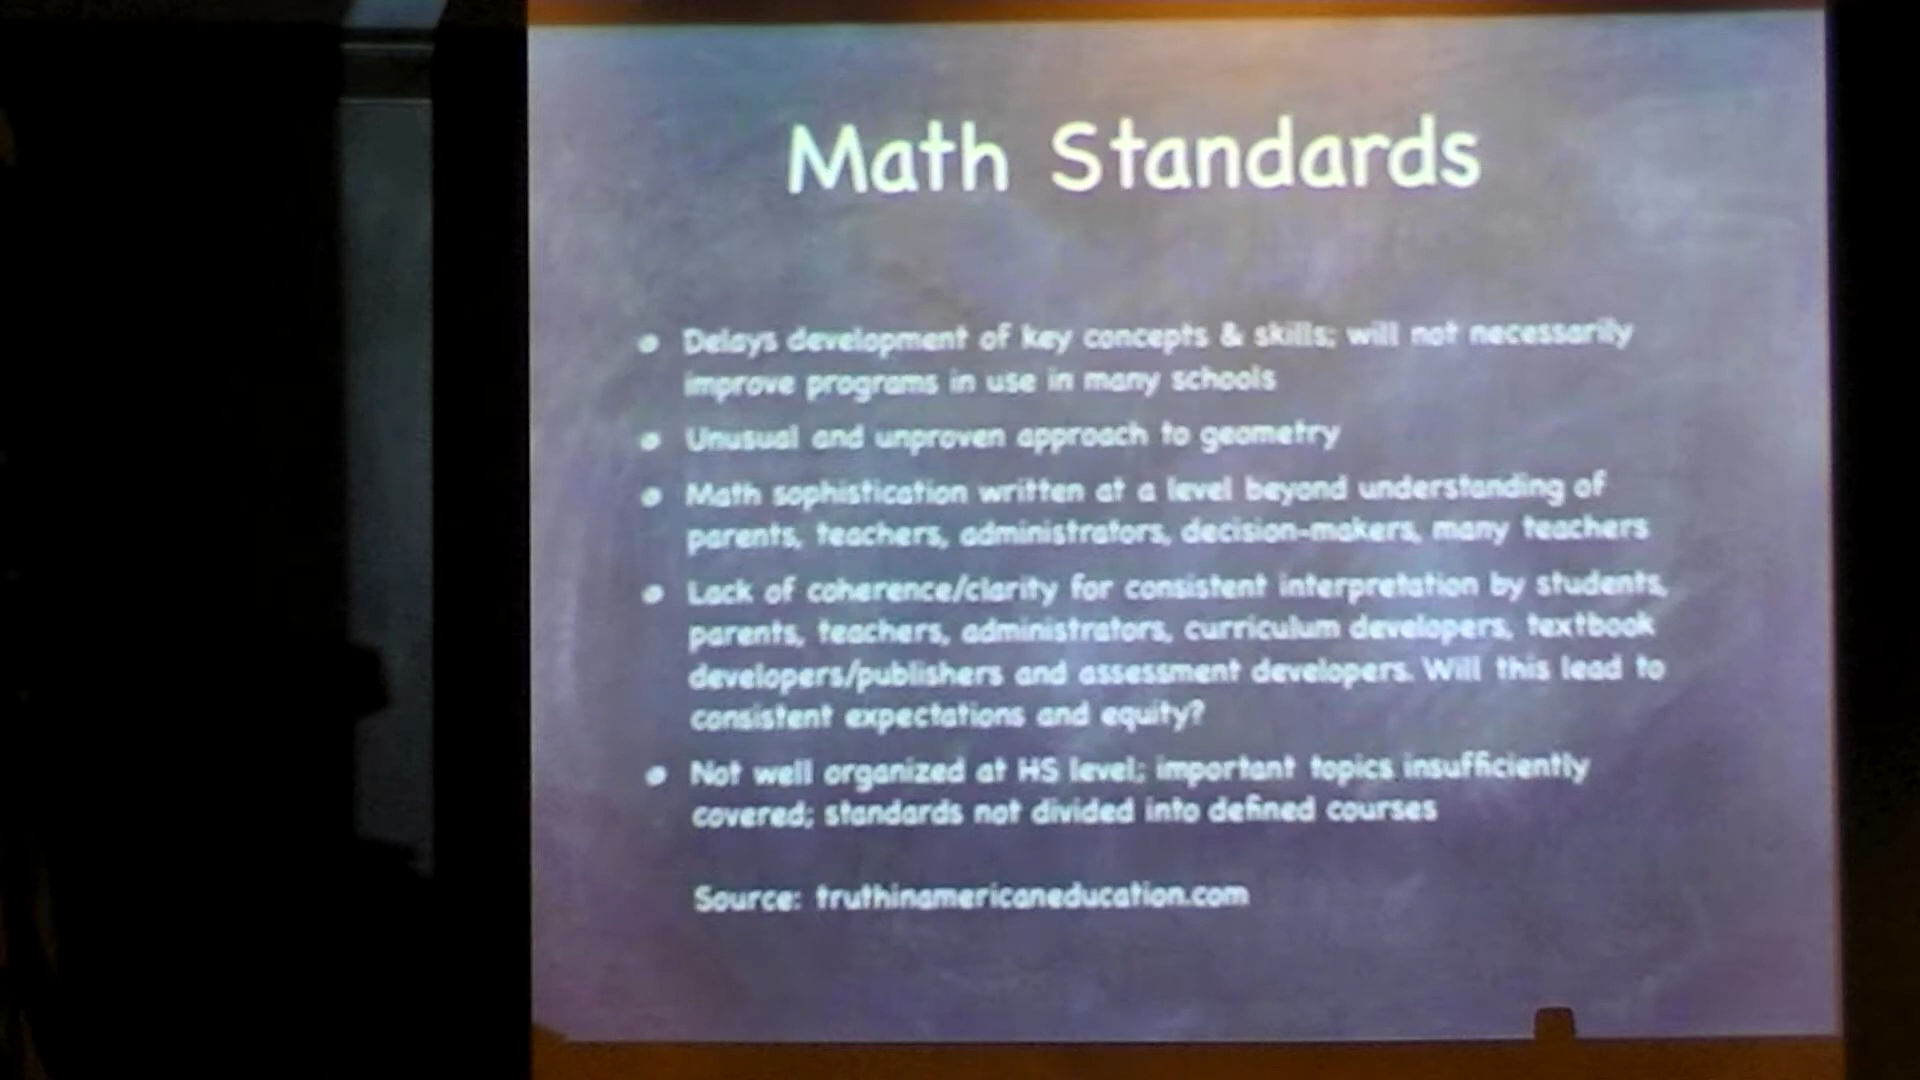 Math Standards
Delays development of key concepts & skills; will not necessarily
improve programs in use in many schools
Unusual and unproven approach to geometry
Math sophistication written at a level beyond understanding of
parents, teachers, administrators, decision-makers, many teachers
Lack of coherence/clarity for consistent interpretation by students,
parents, teachers, administrators, curriculum developers, textbook
developers/publishers and assessment developers. Will this lead to
consistent expectations and equity?
Not well organized at HS level; important topics insufficiently
covered; standards not divided into defined courses
Source: truthinamericaneducation.com